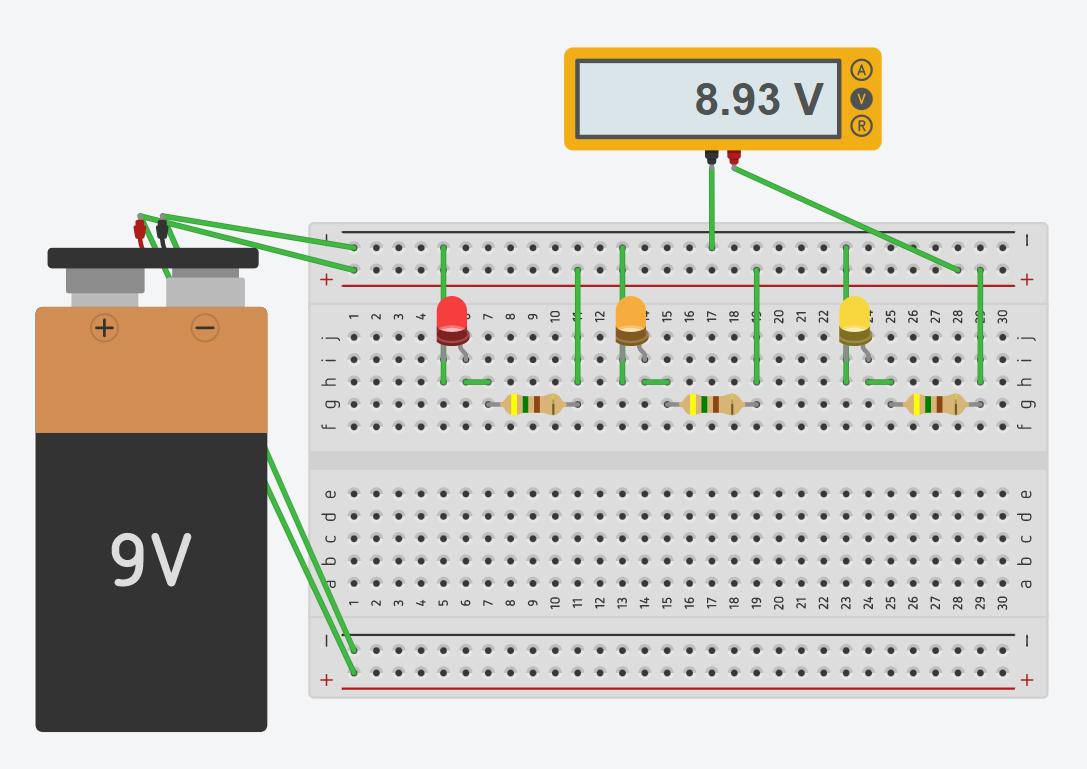 8.93 V
A
V
R
− −
+ +
1 2 3 4 5 6 7 8 9 10 11 12 13 14 15 16 17 18 19 20 21 22 23 24 25 26 27 28 29 30
+ −
j j
i i
h h
g g
f f
9V
e e
d d
c c
b b
a a
1 2 3 4 5 6 7 8 9 10 11 12 13 14 15 16 17 18 19 20 21 22 23 24 25 26 27 28 29 30
− −
+ +